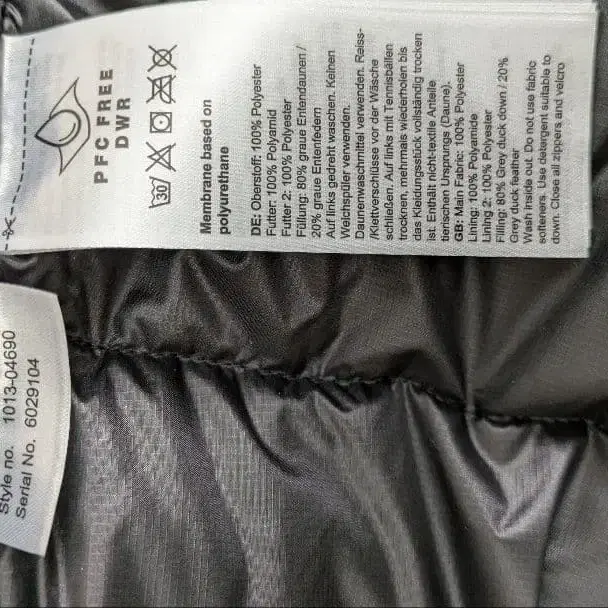 PFC FREE
DWR
30
Membrane based on
polyurethane
DE: Oberstoff: 100% Polyester
Futter: 100% Polyamid
Futter 2: 100% Polyester
Füllung: 80% graue Entendaunen /
20% graue Entenfedern
Auf links gedreht waschen. Keinen
Weichspüler verwenden.
Daunenwaschmittel verwenden. Reiss-
/Klettverschlüsse vor der Wäsche
schließen. Auf links mit Tennisbällen
trocknen, mehrmals wiederholen bis
das Kleidungsstück vollständig trocken
ist. Enthält nicht-textile Anteile
tierischen Ursprungs (Daune).
GB: Main Fabric: 100% Polyester
Lining: 100% Polyamide
Lining 2: 100% Polyester
Filling: 80% Grey duck down / 20%
Grey duck feather
Wash inside out. Do not use fabric
softeners. Use detergent suitable to
down. Close all zippers and velcro
Style no. 1013-04690
Serial No. 6029104